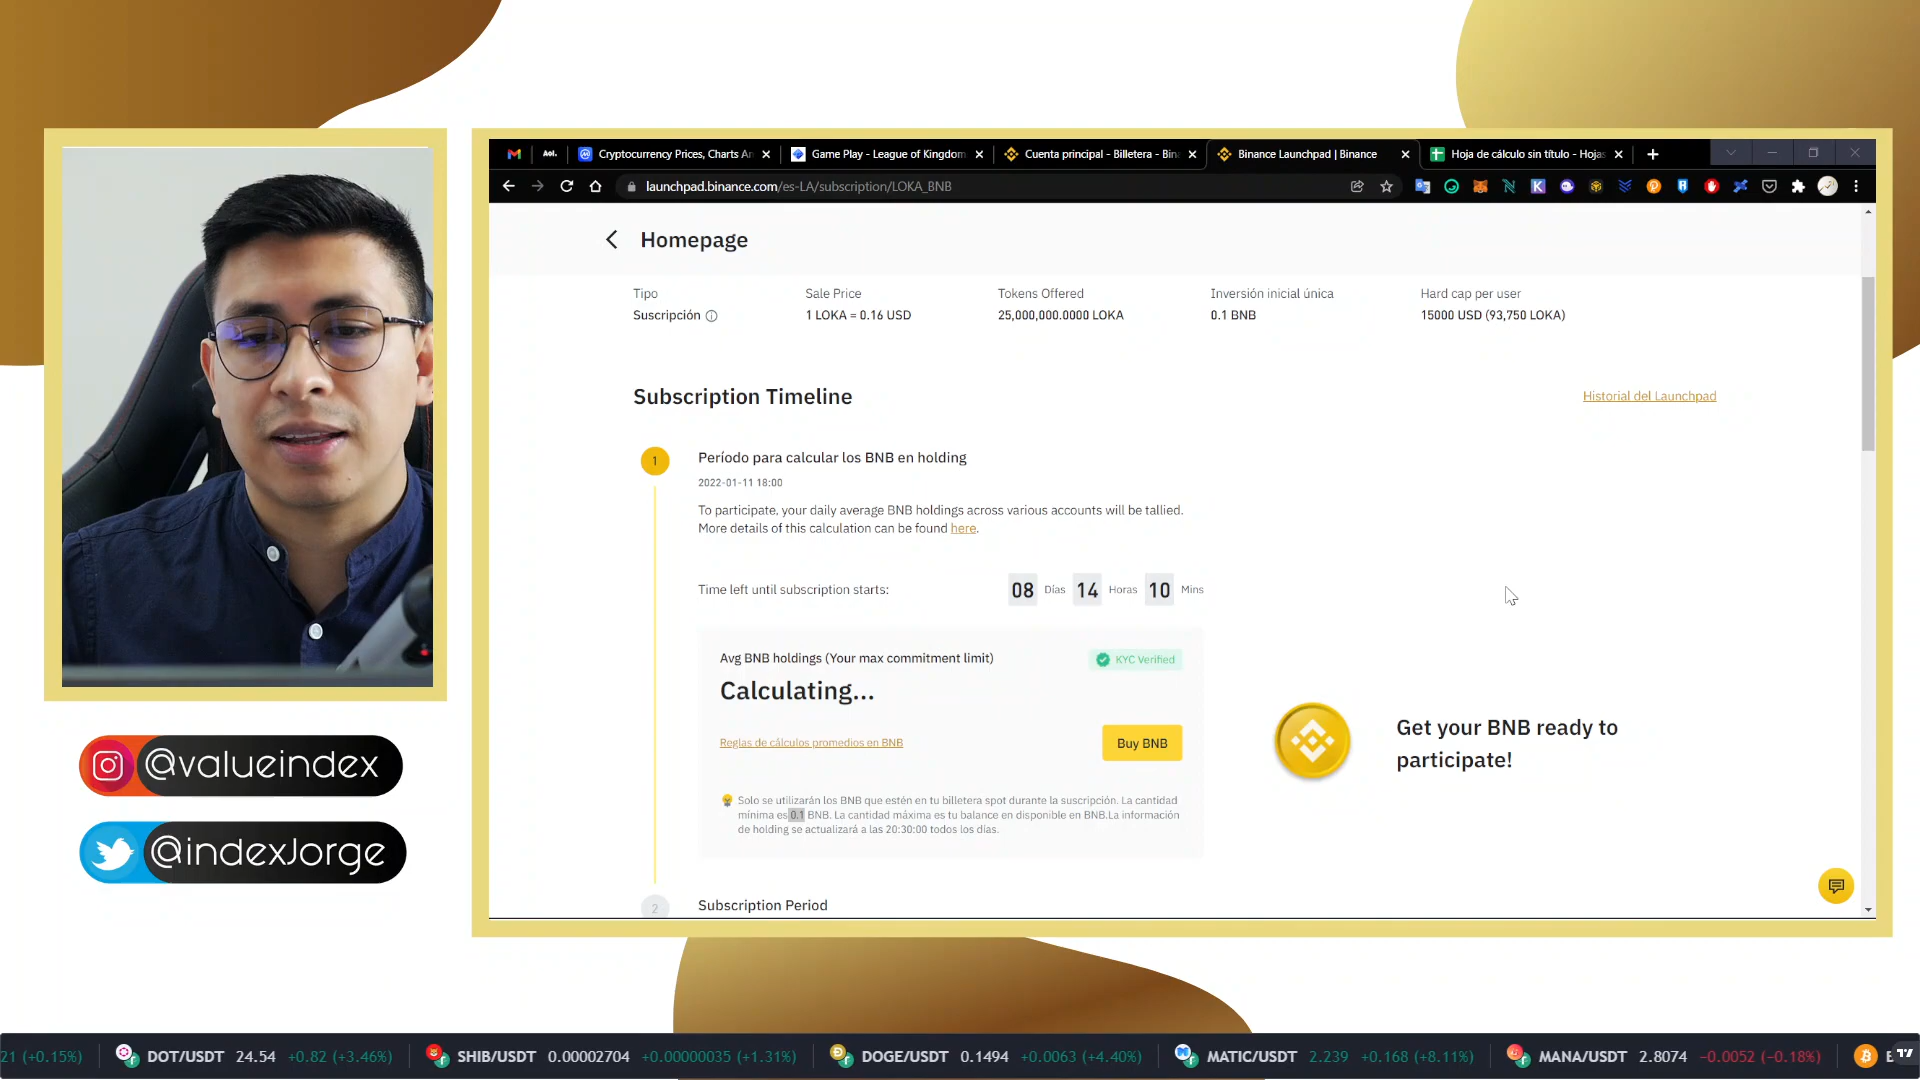 Aol.
Cryptocurrency Prices, Charts An
Game Play - League of Kingdom
Cuenta principal - Billetera - Bin
Binance Launchpad | Binance
Hoja de cálculo sin título - Hojas
launchpad.binance.com/es-LA/subscription/LOKA_BNB
Homepage
Tipo
Suscripción
Sale Price
1 LOKA = 0.16 USD
Tokens Offered
25,000,000.0000 LOKA
Inversión inicial única
0.1 BNB
Hard cap per user
15000 USD (93,750 LOKA)
Subscription Timeline
Historial del Launchpad
1
Período para calcular los BNB en holding
2022-01-11 18:00
To participate, your daily average BNB holdings across various accounts will be tallied.
More details of this calculation can be found here.
Time left until subscription starts:
08 Días 14 Horas 10 Mins
Avg BNB holdings (Your max commitment limit)
KYC Verified
Calculating...
Reglas de cálculos promedios en BNB
Buy BNB
Solo se utilizarán los BNB que estén en tu billetera spot durante la suscripción. La cantidad
mínima es 0.1 BNB. La cantidad máxima es tu balance en disponible en BNB.La información
de holding se actualizará a las 20:30:00 todos los días.
Get your BNB ready to
participate!
2
Subscription Period
@valueindex
@indexJorge
21 (+0.15%)
DOT/USDT 24.54 +0.82 (+3.46%)
SHIB/USDT 0.00002704 +0.00000035 (+1.31%)
DOGE/USDT 0.1494 +0.0063 (+4.40%)
MATIC/USDT 2.239 +0.168 (+8.11%)
MANA/USDT 2.8074 −0.0052 (−0.18%)